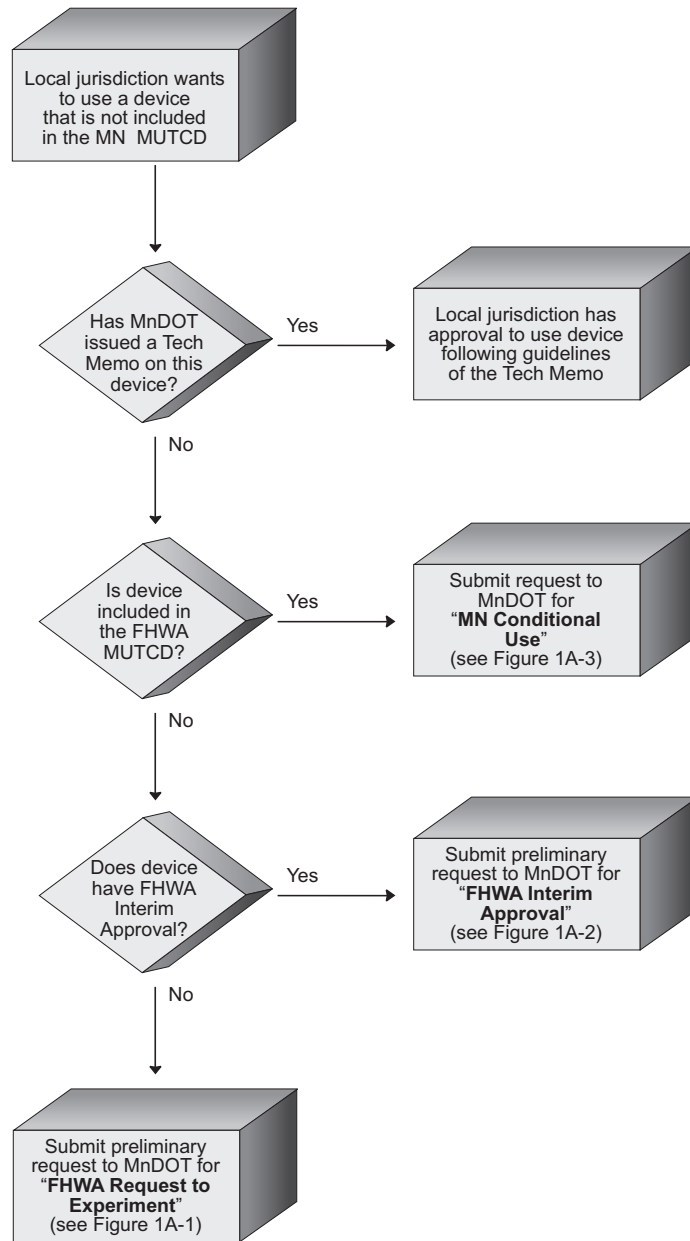 Local jurisdiction wants
to use a device
that is not included
in the MN MUTCD
Has MnDOT
issued a Tech
Memo on this
device?
Yes
Local jurisdiction has
approval to use device
following guidelines
of the Tech Memo
No
Is device
included in
the FHWA
MUTCD?
Yes
Submit request to
MnDOT for
“MN Conditional
Use”
(see Figure 1A-3)
No
Does device
have FHWA
Interim
Approval?
Yes
Submit preliminary
request to MnDOT for
“FHWA Interim
Approval”
(see Figure 1A-2)
No
Submit preliminary
request to MnDOT for
“FHWA Request to
Experiment”
(see Figure 1A-1)